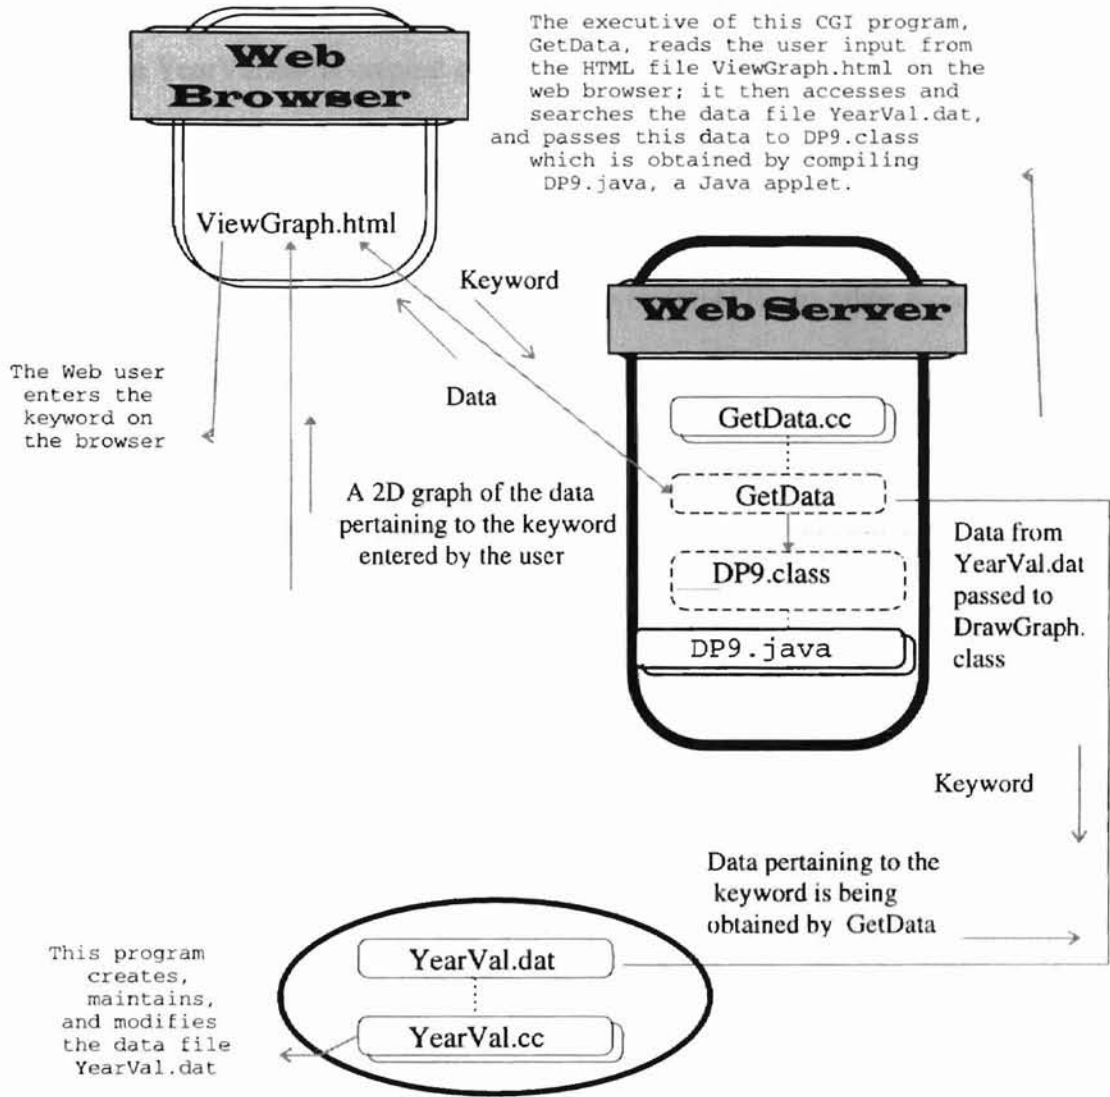 Web
Browser
The executive of this CGI program,
GetData, reads the user input from
the HTML file ViewGraph.html on the
web browser; it then accesses and
searches the data file YearVal.dat,
and passes this data to DP9.class
which is obtained by compiling
DP9.java, a Java applet.
ViewGraph.html
Keyword
Web Server
The Web user
enters the
keyword on
the browser
Data
GetData.cc
A 2D graph of the data
pertaining to the keyword
entered by the user
GetData
DP9.class
DP9.java
Data from
YearVal.dat
passed to
DrawGraph.
class
Keyword
Data pertaining to the
keyword is being
obtained by GetData
This program
creates,
maintains,
and modifies
the data file
YearVal.dat
YearVal.dat
YearVal.cc